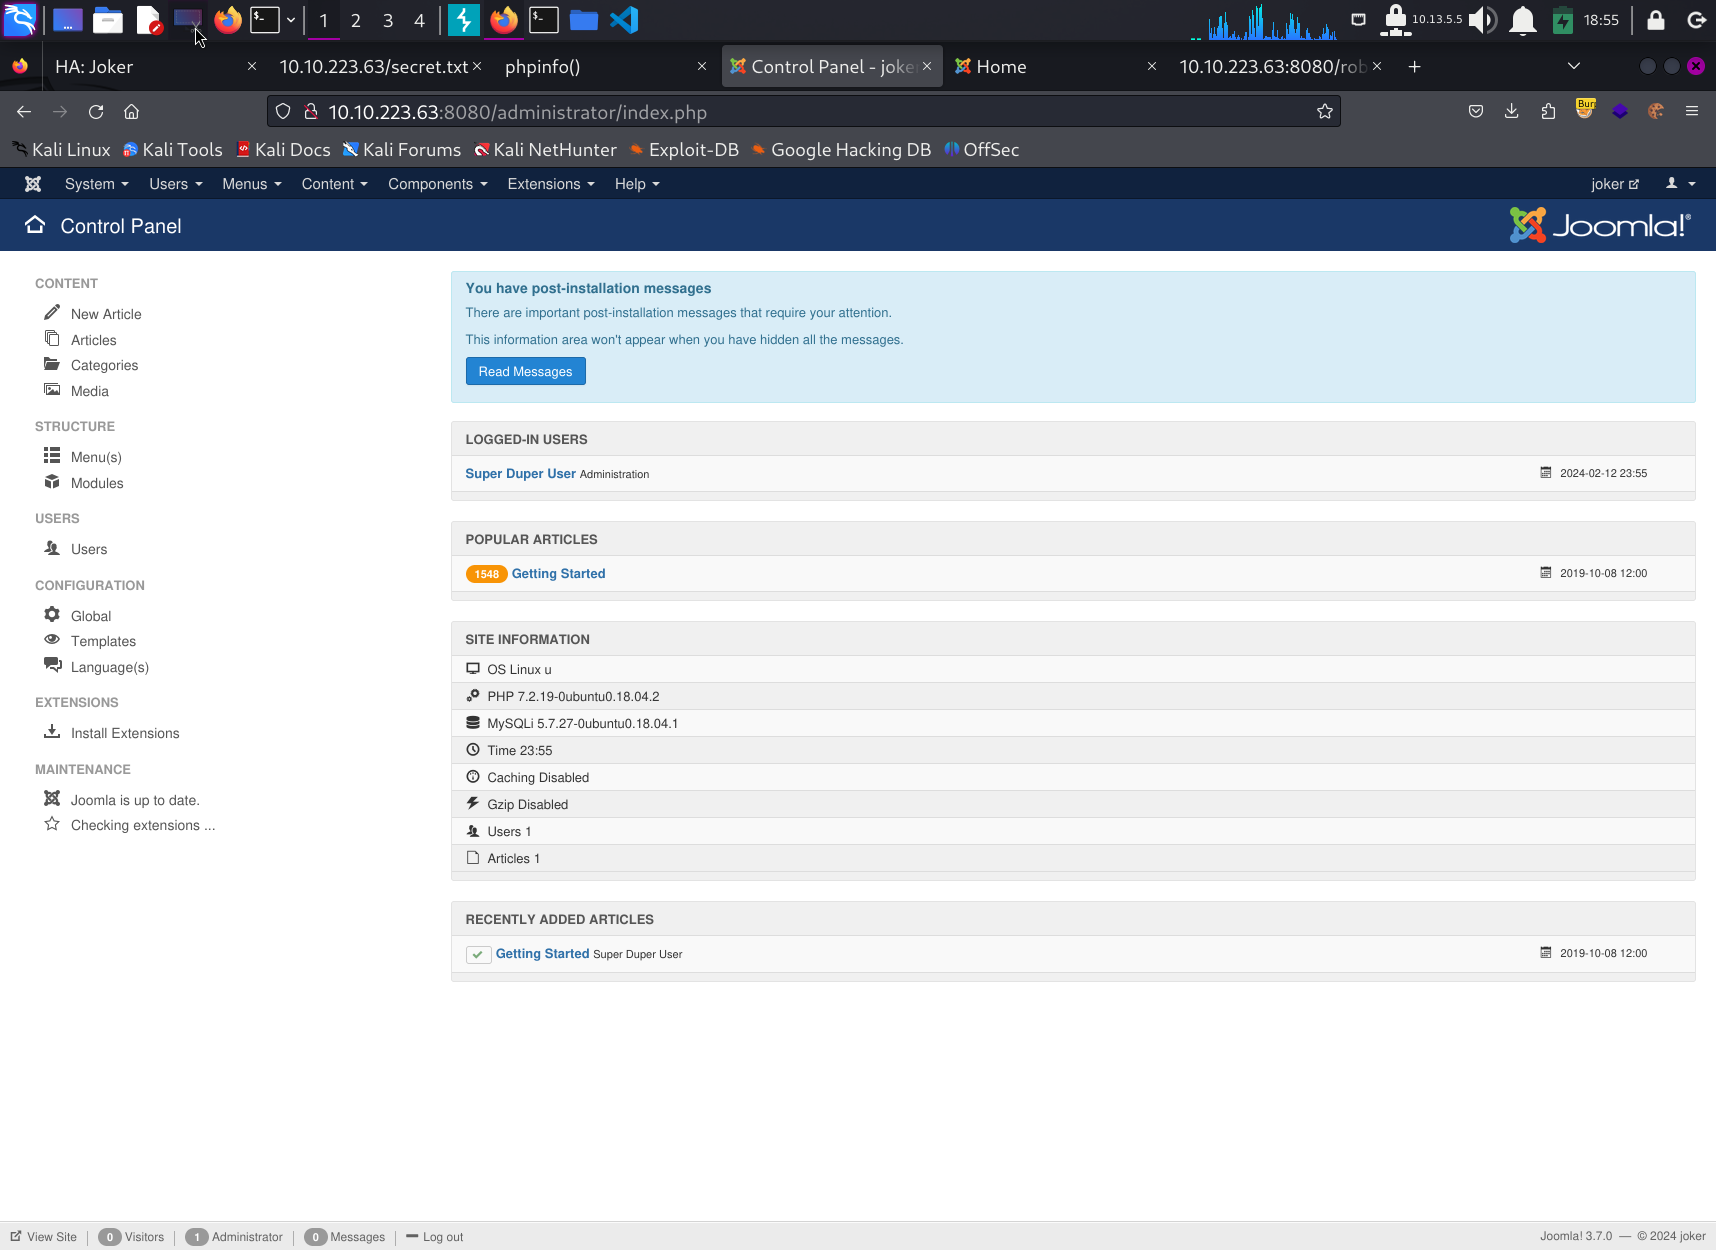 1 2 3 4 10.13.5.5 18:55
HA: Joker 10.10.223.63/secret.txt phpinfo() Control Panel - joke Home 10.10.223.63:8080/rob
10.10.223.63:8080/administrator/index.php
Kali Linux Kali Tools Kali Docs Kali Forums Kali NetHunter Exploit-DB Google Hacking DB OffSec
System Users Menus Content Components Extensions Help joker
Control Panel Joomla!®
CONTENT
New Article
Articles
Categories
Media
STRUCTURE
Menu(s)
Modules
USERS
Users
CONFIGURATION
Global
Templates
Language(s)
EXTENSIONS
Install Extensions
MAINTENANCE
Joomla is up to date.
Checking extensions ...
You have post-installation messages
There are important post-installation messages that require your attention.
This information area won't appear when you have hidden all the messages.
Read Messages
LOGGED-IN USERS
Super Duper User Administration 2024-02-12 23:55
POPULAR ARTICLES
1548 Getting Started 2019-10-08 12:00
SITE INFORMATION
OS Linux u
PHP 7.2.19-0ubuntu0.18.04.2
MySQLi 5.7.27-0ubuntu0.18.04.1
Time 23:55
Caching Disabled
Gzip Disabled
Users 1
Articles 1
RECENTLY ADDED ARTICLES
Getting Started Super Duper User 2019-10-08 12:00
View Site 0 Visitors 1 Administrator 0 Messages Log out Joomla! 3.7.0 — © 2024 joker